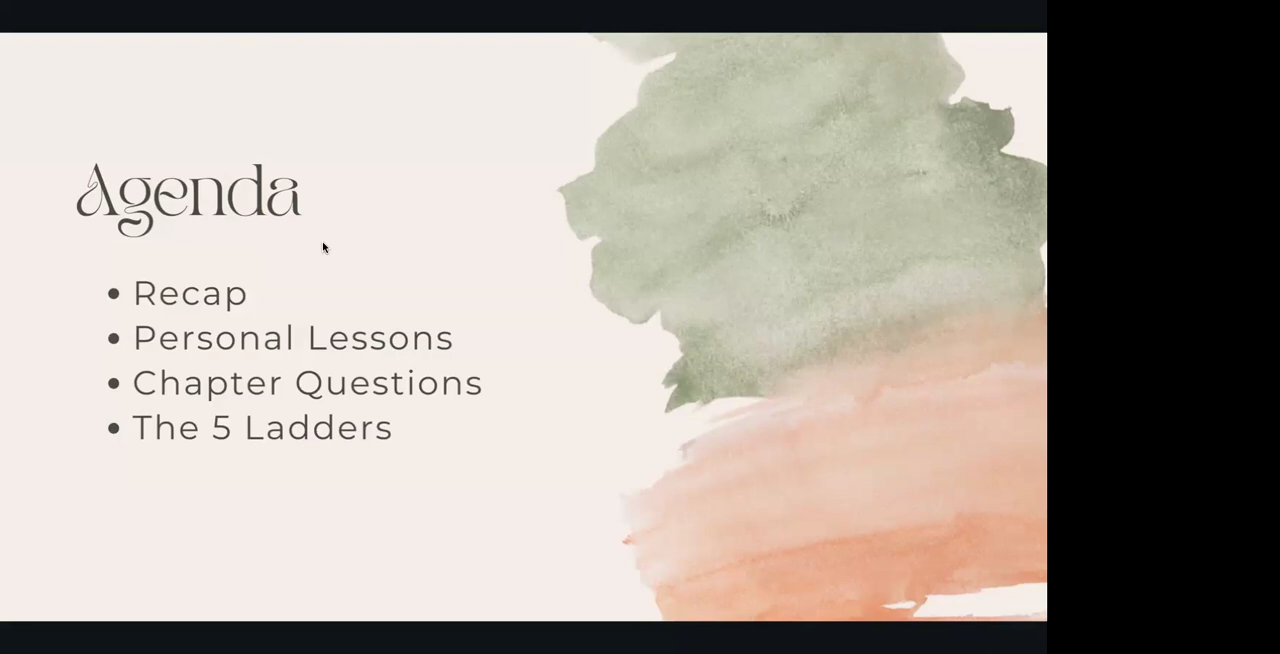 Agenda
• Recap
• Personal Lessons
• Chapter Questions
• The 5 Ladders